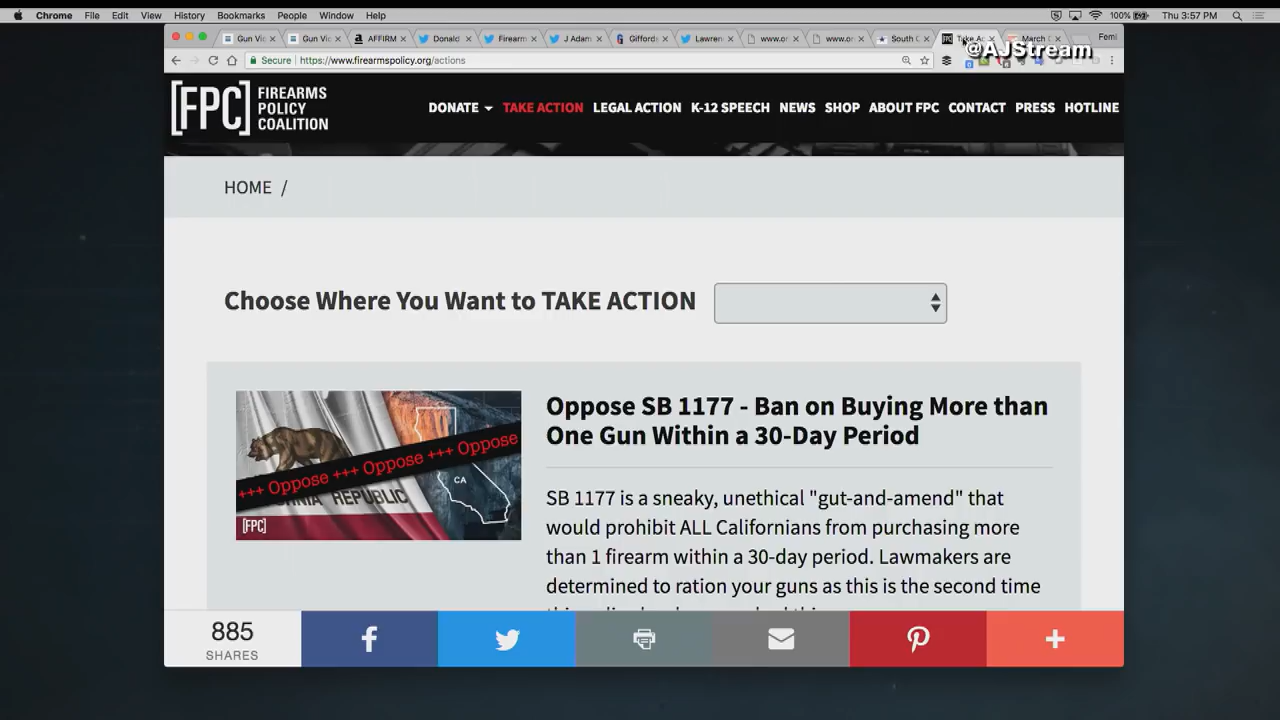 Chrome File Edit View History Bookmarks People Window Help 100% Thu 3:57 PM
Gun Vic Gun Vic AFFIRM Donald Firearm J Adam Gifford Lawren www.or www.or South C Take Ac March Femi
@AJStream
Secure https://www.firearmspolicy.org/actions
[FPC] FIREARMS POLICY COALITION
DONATE TAKE ACTION LEGAL ACTION K-12 SPEECH NEWS SHOP ABOUT FPC CONTACT PRESS HOTLINE
HOME /
Choose Where You Want to TAKE ACTION
Oppose SB 1177 - Ban on Buying More than
One Gun Within a 30-Day Period
+++ Oppose +++ Oppose +++ Oppose
CA
REPUBLIC
[FPC]
SB 1177 is a sneaky, unethical "gut-and-amend" that
would prohibit ALL Californians from purchasing more
than 1 firearm within a 30-day period. Lawmakers are
determined to ration your guns as this is the second time
885
SHARES